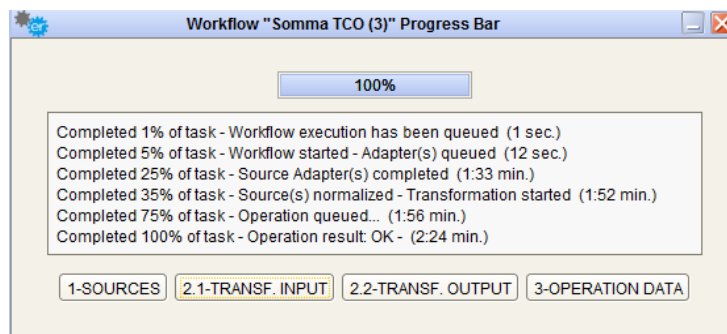 er
Workflow "Somma TCO (3)" Progress Bar
100%
Completed 1% of task - Workflow execution has been queued (1 sec.)
Completed 5% of task - Workflow started - Adapter(s) queued (12 sec.)
Completed 25% of task - Source Adapter(s) completed (1:33 min.)
Completed 35% of task - Source(s) normalized - Transformation started (1:52 min.)
Completed 75% of task - Operation queued... (1:56 min.)
Completed 100% of task - Operation result: OK - (2:24 min.)
1-SOURCES 2.1-TRANSF. INPUT 2.2-TRANSF. OUTPUT 3-OPERATION DATA